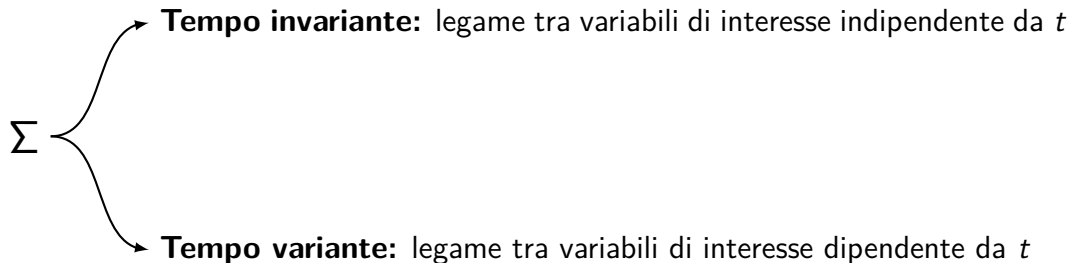 Tempo invariante: legame tra variabili di interesse indipendente da t
Σ
Tempo variante: legame tra variabili di interesse dipendente da t